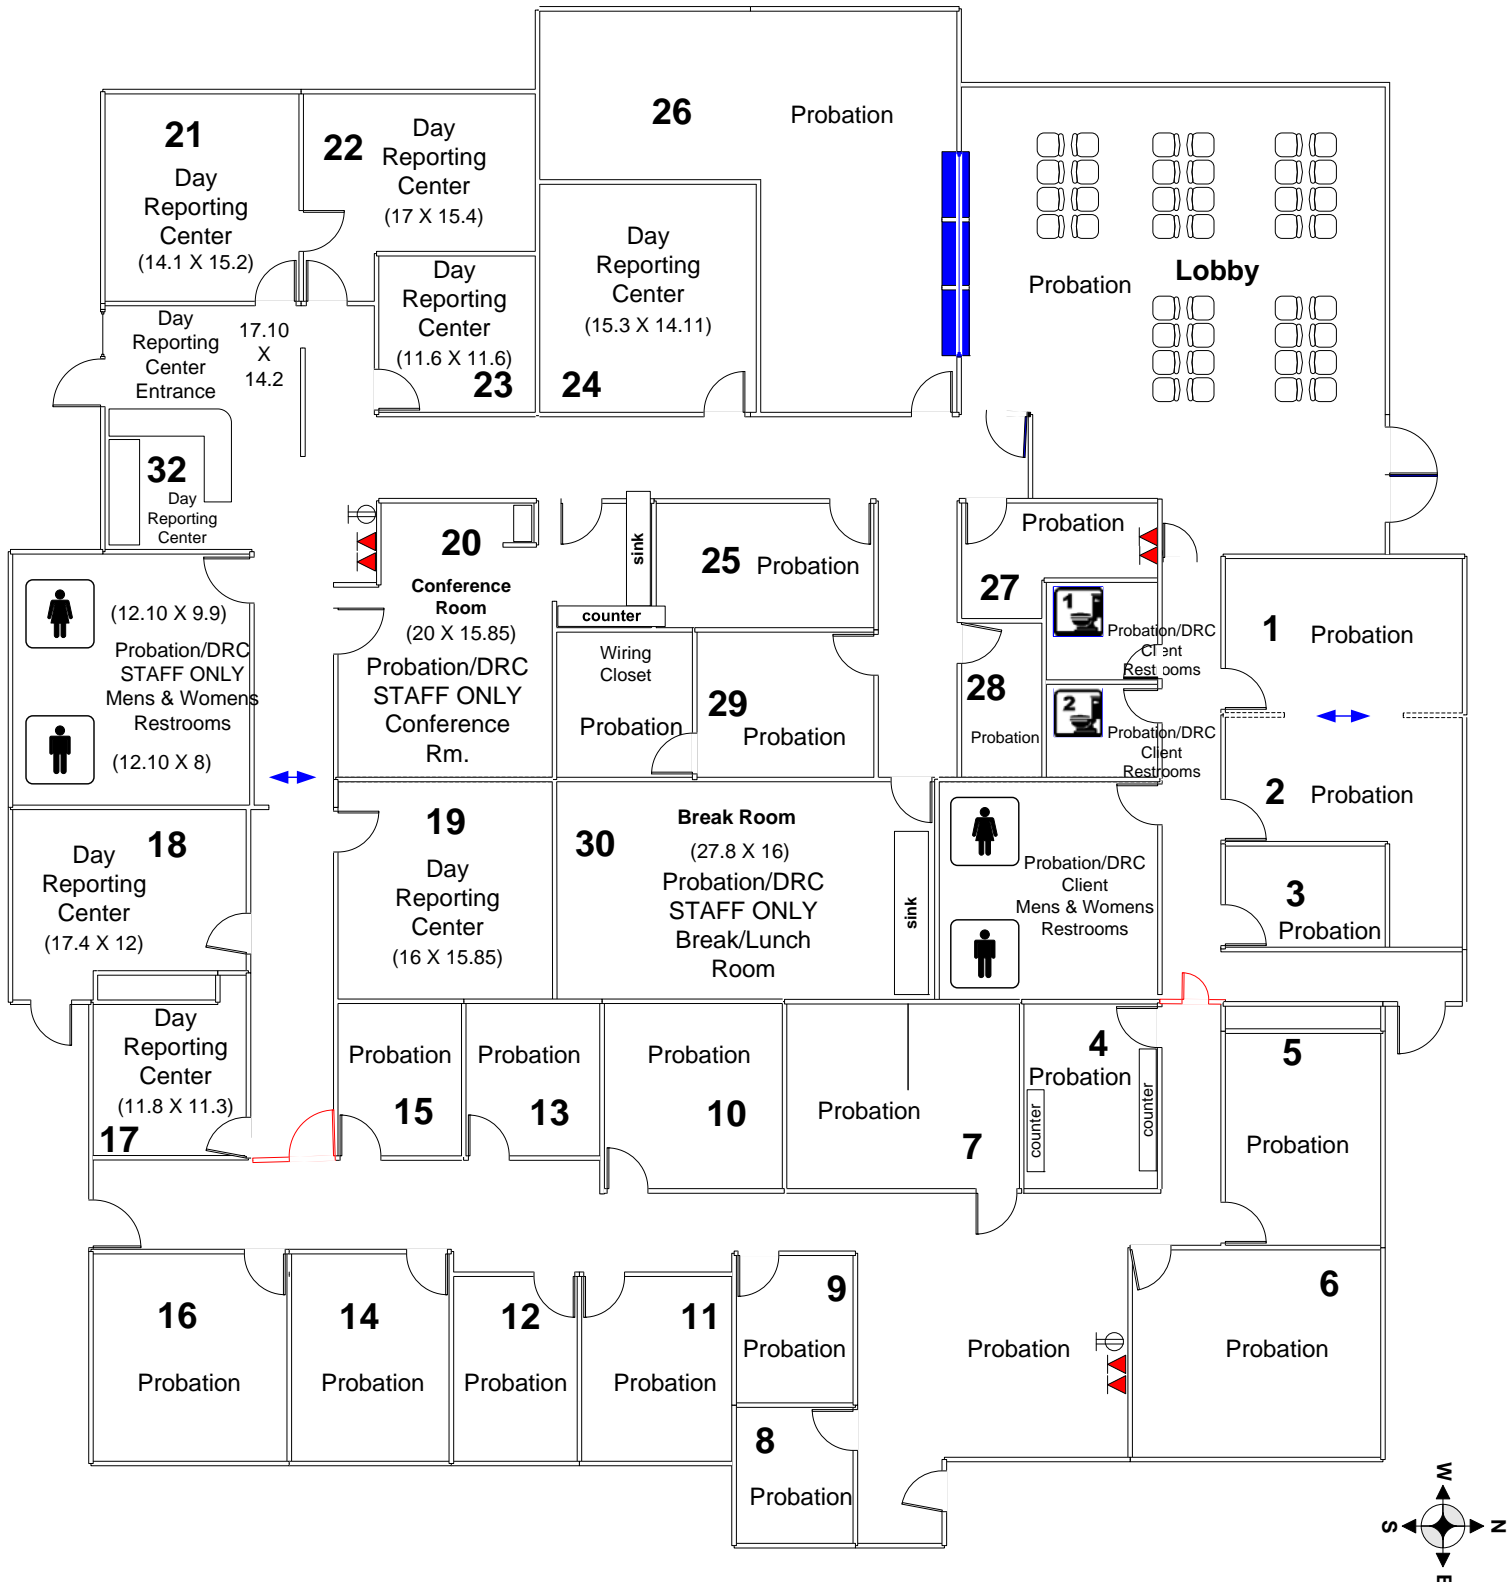 26
Probation
21
Day
Reporting
Center
(14.1 X 15.2)
22
Day
Reporting
Center
(17 X 15.4)
Day
Reporting
Center
(15.3 X 14.11)
24
Day
Reporting
Center
(11.6 X 11.6)
23
Probation
Lobby
Day
Reporting
Center
Entrance
17.10
X
14.2
32
Day
Reporting
Center
20
Conference
Room
(20 X 15.85)
Probation/DRC
STAFF ONLY
Conference
Rm.
sink
counter
25
Probation
Probation
27
(12.10 X 9.9)
Probation/DRC
STAFF ONLY
Mens & Womens
Restrooms
(12.10 X 8)
Wiring
Closet
Probation
29
Probation
28
Probation
1
Probation/DRC
Client
Restrooms
2
Probation/DRC
Client
Restrooms
1
Probation
2
Probation
3
Probation
18
Day
Reporting
Center
(17.4 X 12)
19
Day
Reporting
Center
(16 X 15.85)
30
Break Room
(27.8 X 16)
Probation/DRC
STAFF ONLY
Break/Lunch
Room
sink
Probation/DRC
Client
Mens & Womens
Restrooms
Day
Reporting
Center
(11.8 X 11.3)
17
Probation
15
Probation
13
Probation
10
Probation
7
4
Probation
counter
counter
5
Probation
16
Probation
14
Probation
12
Probation
11
Probation
9
Probation
8
Probation
Probation
6
Probation
W
S
N
E